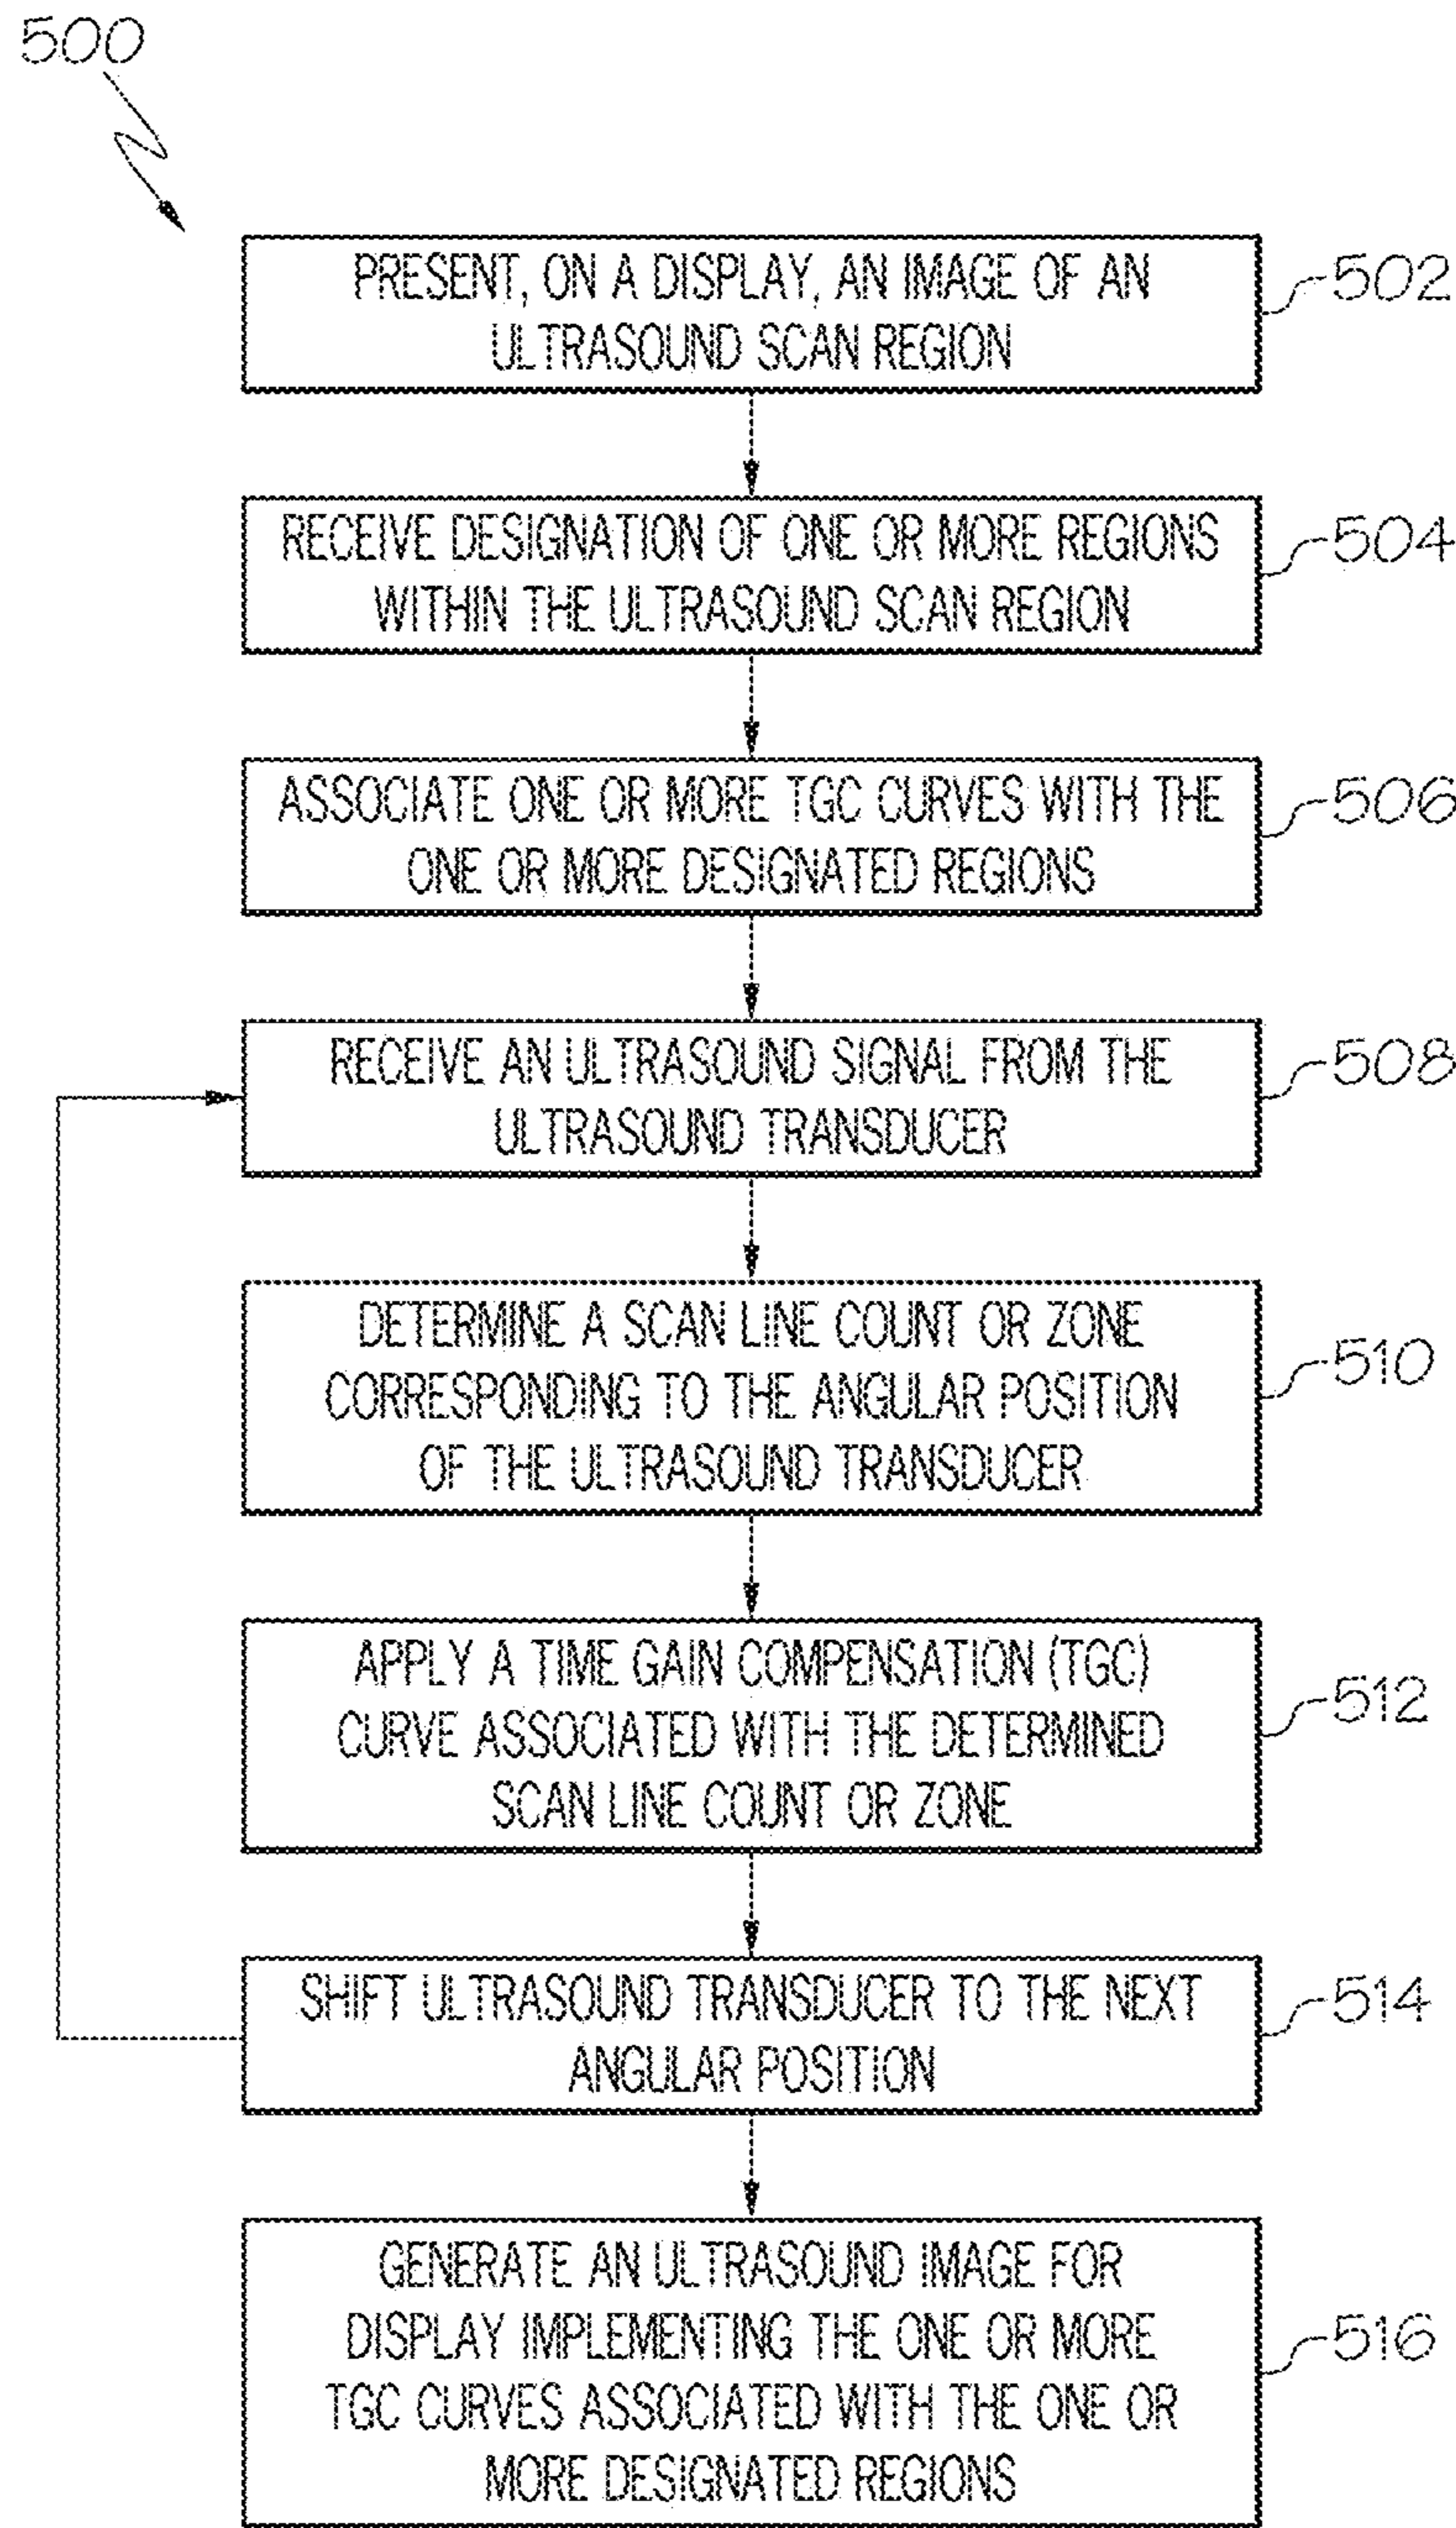 500
PRESENT, ON A DISPLAY, AN IMAGE OF AN
ULTRASOUND SCAN REGION
502
RECEIVE DESIGNATION OF ONE OR MORE REGIONS
WITHIN THE ULTRASOUND SCAN REGION
504
ASSOCIATE ONE OR MORE TGC CURVES WITH THE
ONE OR MORE DESIGNATED REGIONS
506
RECEIVE AN ULTRASOUND SIGNAL FROM THE
ULTRASOUND TRANSDUCER
508
DETERMINE A SCAN LINE COUNT OR ZONE
CORRESPONDING TO THE ANGULAR POSITION
OF THE ULTRASOUND TRANSDUCER
510
APPLY A TIME GAIN COMPENSATION (TGC)
CURVE ASSOCIATED WITH THE DETERMINED
SCAN LINE COUNT OR ZONE
512
SHIFT ULTRASOUND TRANSDUCER TO THE NEXT
ANGULAR POSITION
514
GENERATE AN ULTRASOUND IMAGE FOR
DISPLAY IMPLEMENTING THE ONE OR MORE
TGC CURVES ASSOCIATED WITH THE ONE OR
MORE DESIGNATED REGIONS
516